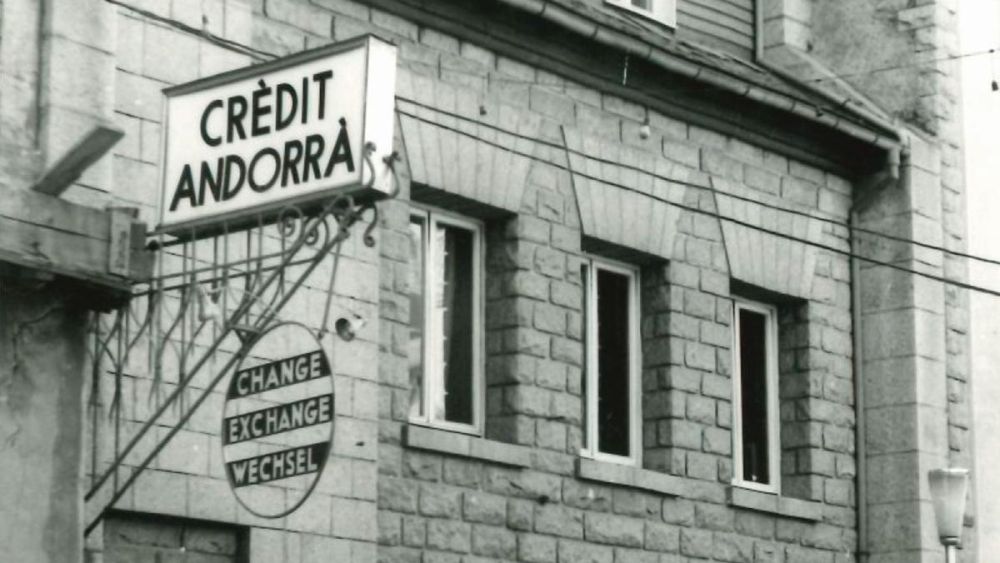 CRÈDIT
ANDORRÀ
CHANGE
EXCHANGE
WECHSEL